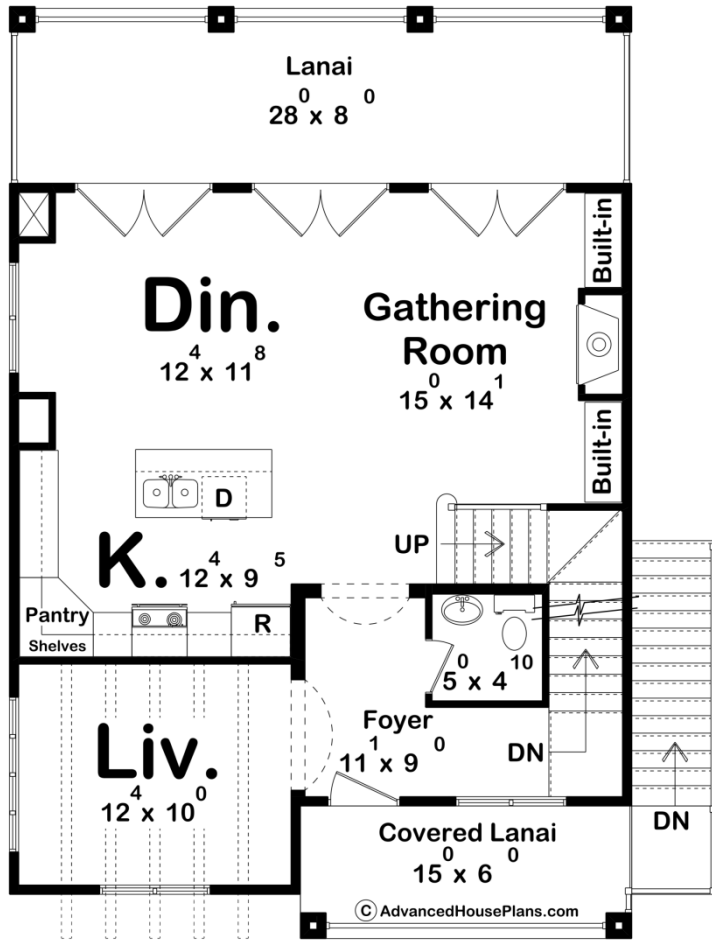 Lanai
28⁰ x 8⁰
Built-in
Din.
12⁴ x 11⁸
Gathering
Room
15⁰ x 14¹
Built-in
D
UP
K. 12⁴ x 9⁵
Pantry
Shelves
R
5⁰ x 4¹⁰
Foyer
11¹ x 9⁰
DN
Liv.
12⁴ x 10⁰
DN
Covered Lanai
15⁰ x 6⁰
© AdvancedHousePlans.com